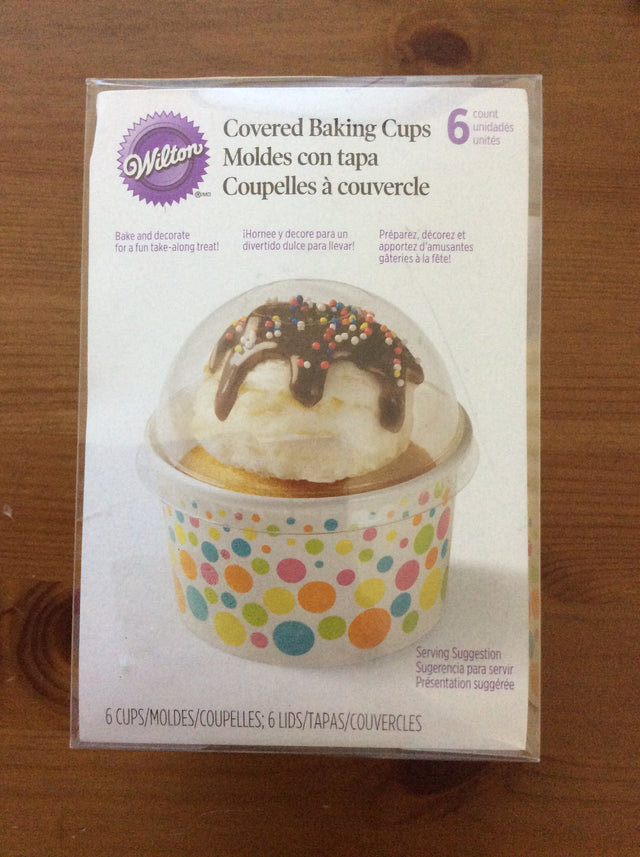 Wilton
®/MD
Covered Baking Cups
Moldes con tapa
Coupelles à couvercle
6
count
unidades
unités
Bake and decorate
for a fun take-along treat!
¡Hornee y decore para un
divertido dulce para llevar!
Préparez, décorez et
apportez d'amusantes
gâteries à la fête!
Serving Suggestion
Sugerencia para servir
Présentation suggérée
6 CUPS/MOLDES/COUPELLES; 6 LIDS/TAPAS/COUVERCLES